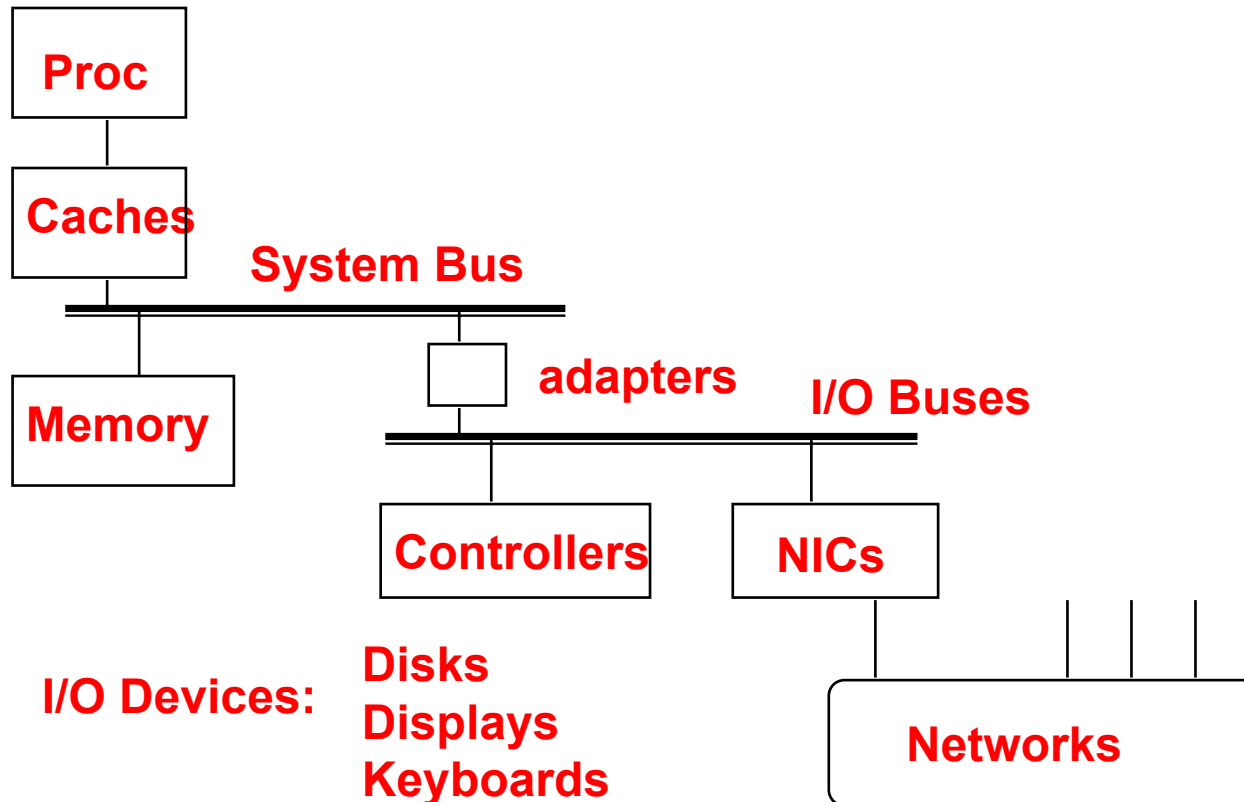 Proc
Caches
System Bus
adapters
I/O Buses
Memory
Controllers
NICs
I/O Devices:
Disks
Displays
Keyboards
Networks